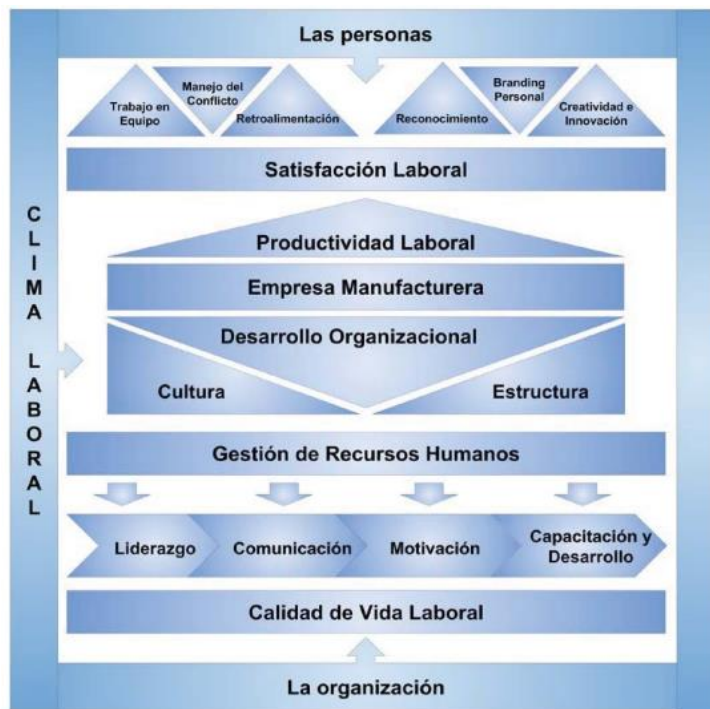 Las personas
Manejo del
Conflicto
Trabajo en
Equipo
Retroalimentación
Branding
Personal
Reconocimiento
Creatividad e
Innovación
Satisfacción Laboral
Productividad Laboral
Empresa Manufacturera
Desarrollo Organizacional
Cultura
Estructura
CLIMA LABORAL
Gestión de Recursos Humanos
Liderazgo
Comunicación
Motivación
Capacitación y
Desarrollo
Calidad de Vida Laboral
La organización